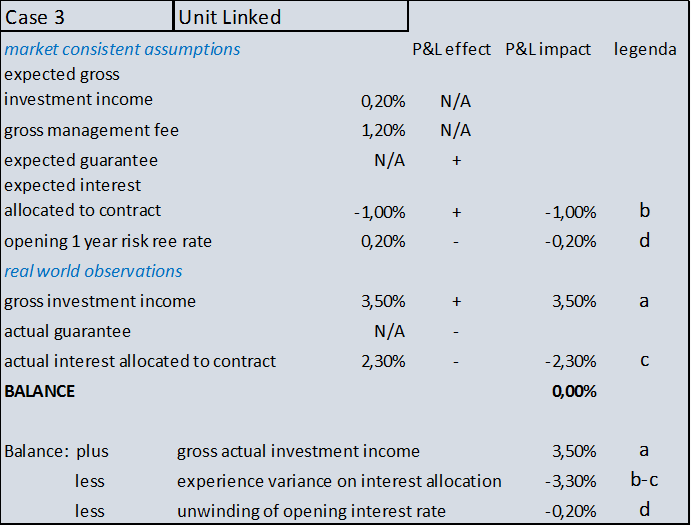 Case 3 Unit Linked
market consistent assumptions P&L effect P&L impact legenda
expected gross
investment income 0,20% N/A
gross management fee 1,20% N/A
expected guarantee N/A +
expected interest
allocated to contract -1,00% + -1,00% b
opening 1 year risk ree rate 0,20% - -0,20% d
real world observations
gross investment income 3,50% + 3,50% a
actual guarantee N/A -
actual interest allocated to contract 2,30% - -2,30% c
BALANCE 0,00%
Balance: plus gross actual investment income 3,50% a
less experience variance on interest allocation -3,30% b-c
less unwinding of opening interest rate -0,20% d